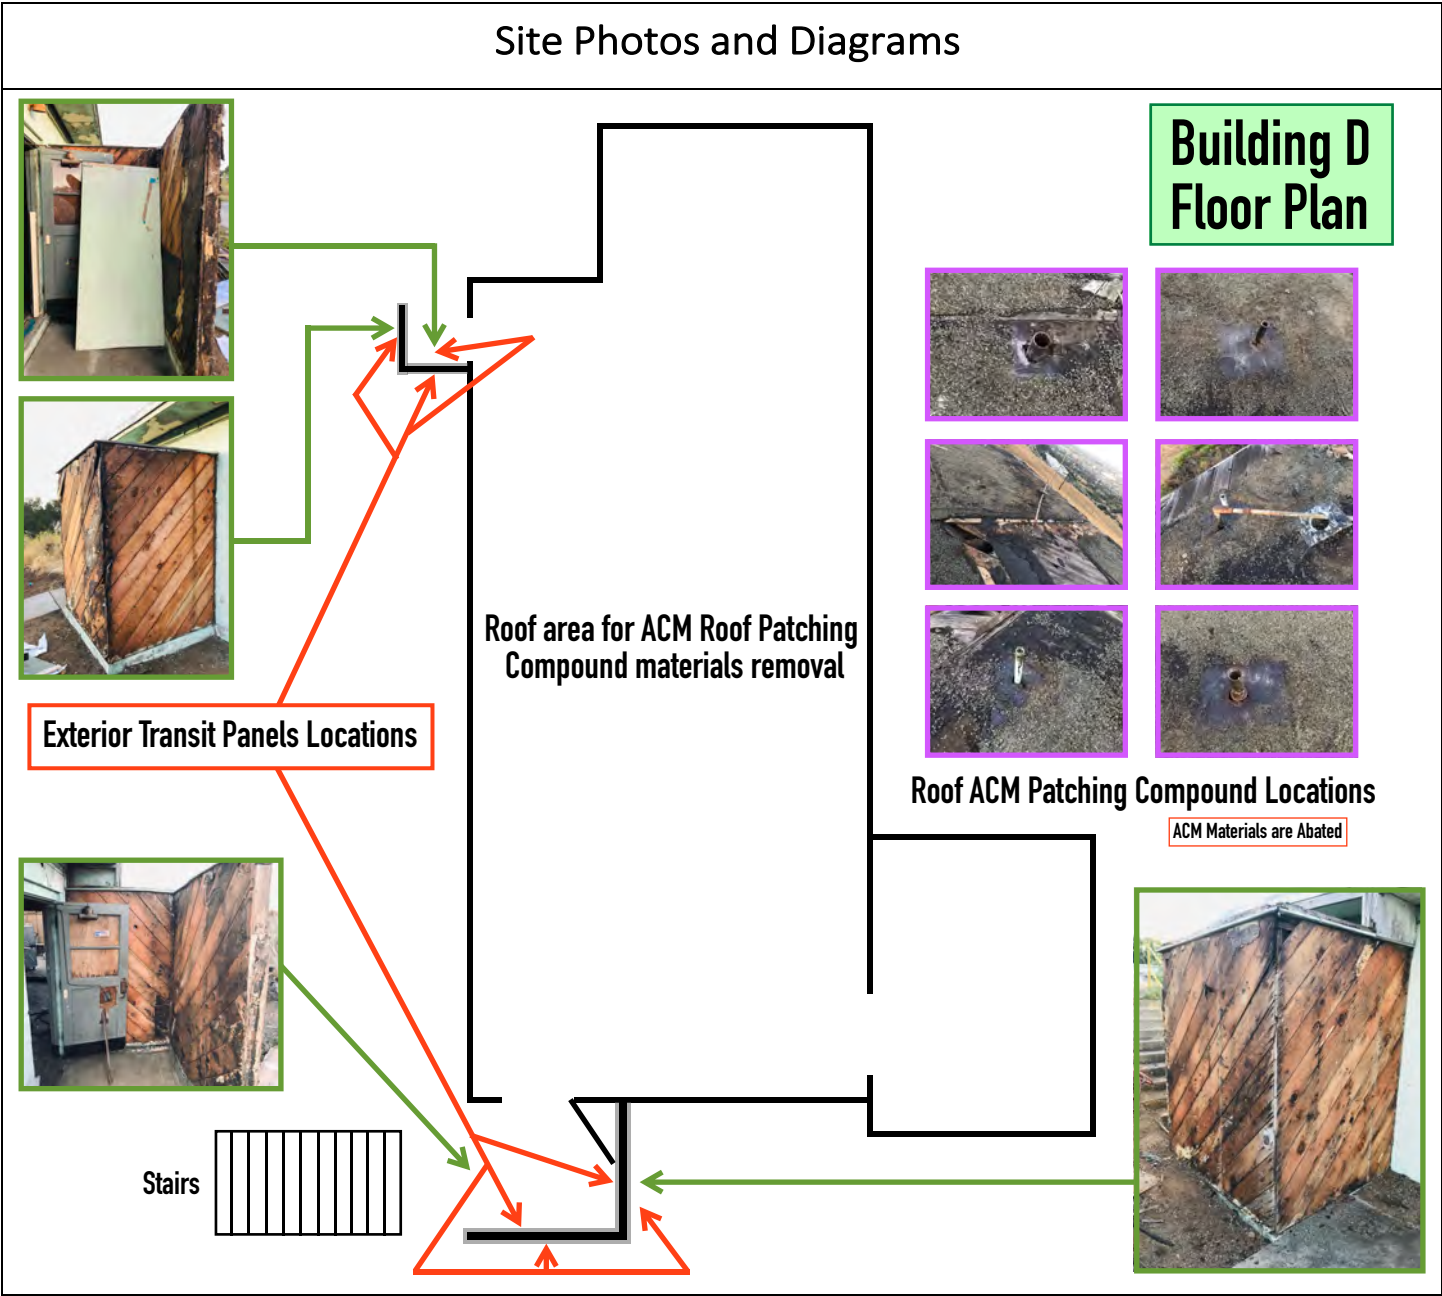 Site Photos and Diagrams
Building D
Floor Plan
Roof area for ACM Roof Patching
Compound materials removal
Exterior Transit Panels Locations
Roof ACM Patching Compound Locations
ACM Materials are Abated
Stairs